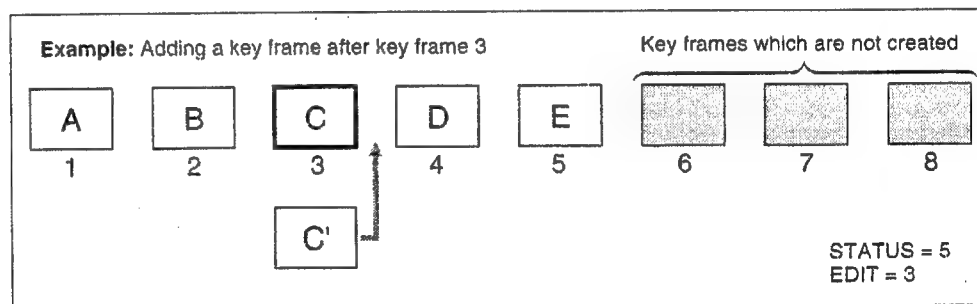 Example: Adding a key frame after key frame 3
Key frames which are not created
A B C D E
1 2 3 4 5 6 7 8
C'
STATUS = 5
EDIT = 3